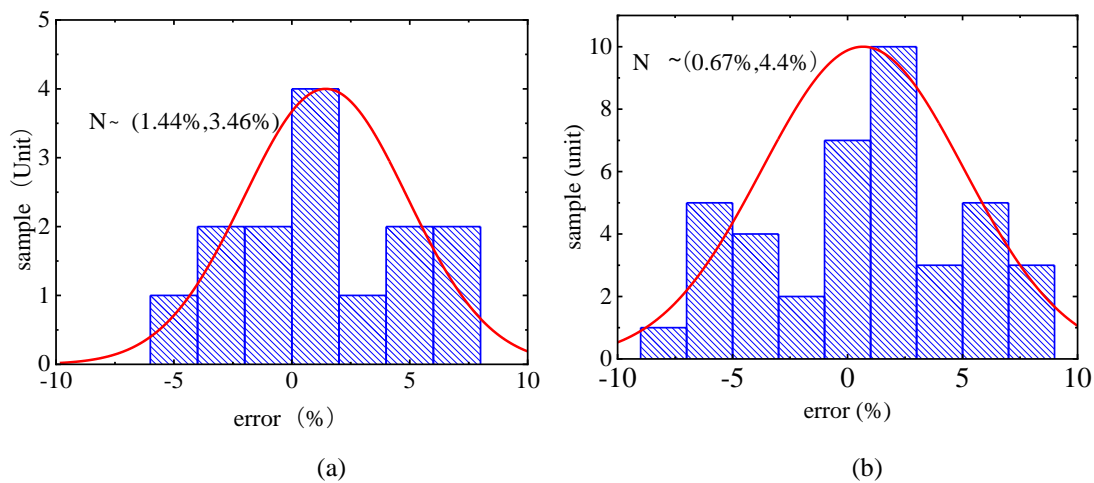 5
4
3
2
1
0
-10
-5
0
5
10
sample（Unit）
error（%）
N~ (1.44%,3.46%)
(a)
10
8
6
4
2
0
-10
-5
0
5
10
sample (unit)
error (%)
N ~(0.67%,4.4%)
(b)